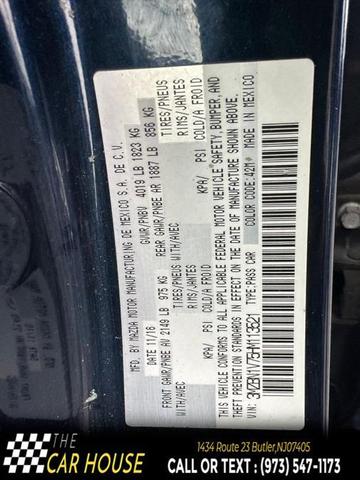 MFD. BY MAZDA MOTOR MANUFACTURING DE MEXICO S.A. DE C.V.
DATE 11/16 GVWR/PNBV 4019 LB 1823 KG
FRONT GAWR/PNBE AV 2149 LB 975 KG REAR GAWR/PNBE AR 1887 LB 856 KG
WITH/AVEC TIRES/PNEUS WITH/AVEC TIRES/PNEUS
RIMS/JANTES RIMS/JANTES
KPA/ PSI COLD/A FROID KPA/ PSI COLD/A FROID
THIS VEHICLE CONFORMS TO ALL APPLICABLE FEDERAL MOTOR VEHICLE SAFETY, BUMPER, AND
THEFT PREVENTION STANDARDS IN EFFECT ON THE DATE OF MANUFACTURE SHOWN ABOVE.
VIN: 3MZBN1V75HM113621 TYPE:PASS CAR COLOR CODE:42M MADE IN MEXICO
THE
CAR HOUSE
1434 Route 23 Butler,NJ07405
CALL OR TEXT : (973) 547-1173